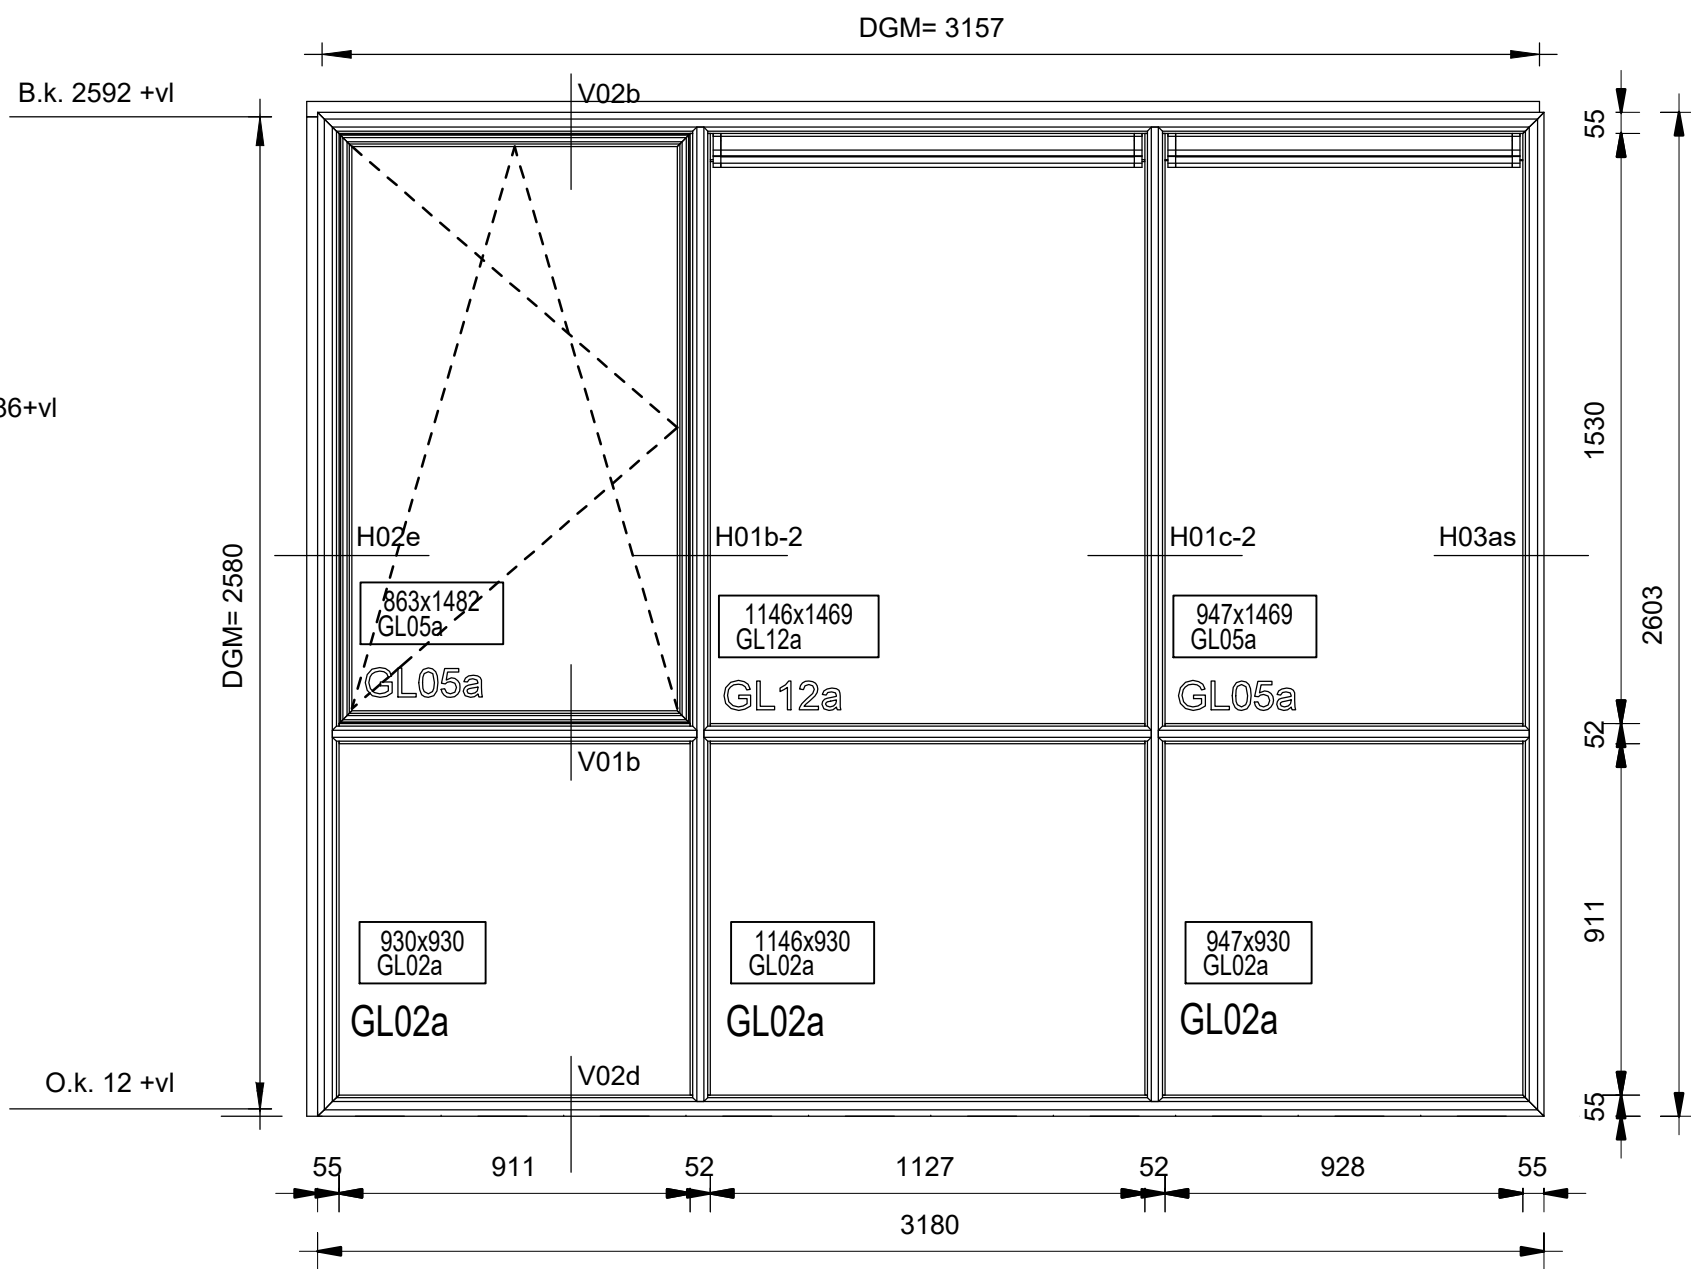 DGM= 3157
B.k. 2592 +vl
V02b
55
36+vl
1530
H02e
H01b-2
H01c-2
H03as
DGM= 2580
2603
863x1482
GL05a
1146x1469
GL12a
947x1469
GL05a
GL05a
GL12a
GL05a
52
V01b
911
930x930
GL02a
1146x930
GL02a
947x930
GL02a
GL02a
GL02a
GL02a
O.k. 12 +vl
V02d
55
55
911
52
1127
52
928
55
3180